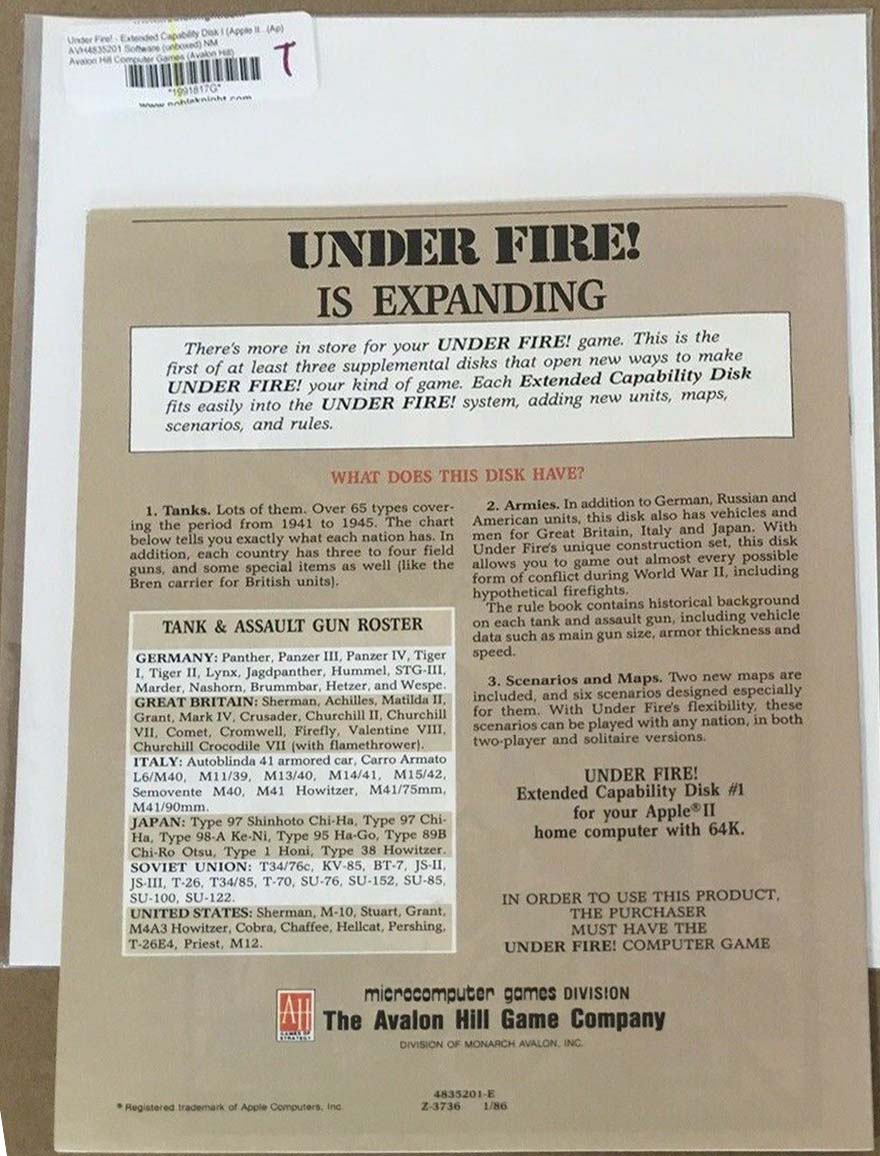 Under Fire! - Extended Capability Disk I (Apple II...(Ap)
AVH4835201 Software (unboxed) NM
Avalon Hill Computer Games (Avalon Hill)
T
"1991817G"
www.nobleknight.com
UNDER FIRE!
IS EXPANDING
There's more in store for your UNDER FIRE! game. This is the
first of at least three supplemental disks that open new ways to make
UNDER FIRE! your kind of game. Each Extended Capability Disk
fits easily into the UNDER FIRE! system, adding new units, maps,
scenarios, and rules.
WHAT DOES THIS DISK HAVE?
1. Tanks. Lots of them. Over 65 types cover-
ing the period from 1941 to 1945. The chart
below tells you exactly what each nation has. In
addition, each country has three to four field
guns, and some special items as well (like the
Bren carrier for British units).
TANK & ASSAULT GUN ROSTER
GERMANY: Panther, Panzer III, Panzer IV, Tiger
I, Tiger II, Lynx, Jagdpanther, Hummel, STG-III,
Marder, Nashorn, Brummbar, Hetzer, and Wespe.
GREAT BRITAIN: Sherman, Achilles, Matilda II,
Grant, Mark IV, Crusader, Churchill II, Churchill
VII, Comet, Cromwell, Firefly, Valentine VIII,
Churchill Crocodile VII (with flamethrower).
ITALY: Autoblinda 41 armored car, Carro Armato
L6/M40, M11/39, M13/40, M14/41, M15/42,
Semovente M40, M41 Howitzer, M41/75mm,
M41/90mm.
JAPAN: Type 97 Shinhoto Chi-Ha, Type 97 Chi-
Ha, Type 98-A Ke-Ni, Type 95 Ha-Go, Type 89B
Chi-Ro Otsu, Type 1 Honi, Type 38 Howitzer.
SOVIET UNION: T34/76c, KV-85, BT-7, JS-II,
JS-III, T-26, T34/85, T-70, SU-76, SU-152, SU-85,
SU-100, SU-122.
UNITED STATES: Sherman, M-10, Stuart, Grant,
M4A3 Howitzer, Cobra, Chaffee, Hellcat, Pershing,
T-26E4, Priest, M12.
2. Armies. In addition to German, Russian and
American units, this disk also has vehicles and
men for Great Britain, Italy and Japan. With
Under Fire's unique construction set, this disk
allows you to game out almost every possible
form of conflict during World War II, including
hypothetical firefights.
The rule book contains historical background
on each tank and assault gun, including vehicle
data such as main gun size, armor thickness and
speed.
3. Scenarios and Maps. Two new maps are
included, and six scenarios designed especially
for them. With Under Fire's flexibility, these
scenarios can be played with any nation, in both
two-player and solitaire versions.
UNDER FIRE!
Extended Capability Disk #1
for your Apple® II
home computer with 64K.
IN ORDER TO USE THIS PRODUCT,
THE PURCHASER
MUST HAVE THE
UNDER FIRE! COMPUTER GAME
AH
GAMES OF
STRATEGY
microcomputer games DIVISION
The Avalon Hill Game Company
DIVISION OF MONARCH AVALON, INC.
® Registered trademark of Apple Computers, Inc.
4835201-E
Z-3736 1/86